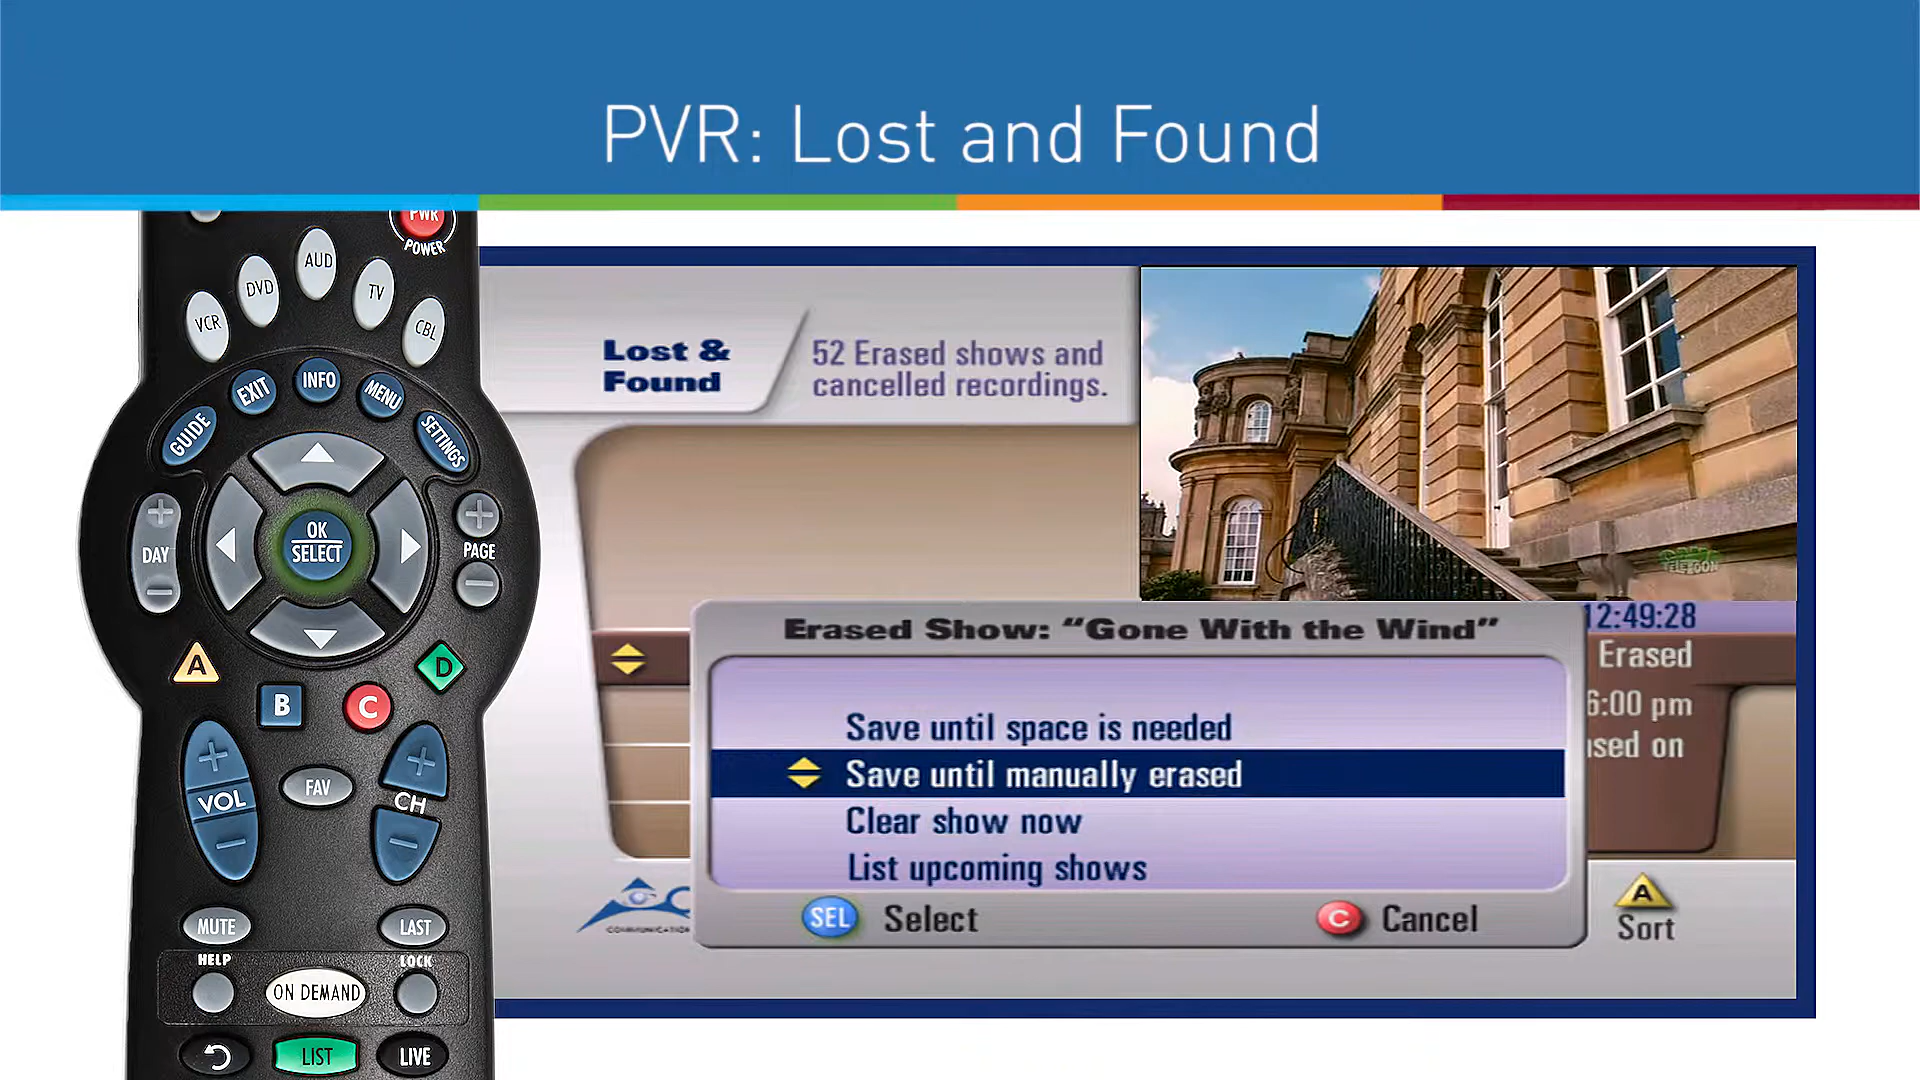 PVR: Lost and Found
PWR
POWER
AUD
DVD
TV
VCR
CBL
EXIT
INFO
MENU
GUIDE
SETTINGS
OK
SELECT
DAY
PAGE
A
B
C
D
VOL
FAV
CH
MUTE
LAST
HELP
LOCK
ON DEMAND
LIST
LIVE
Lost &
Found
52 Erased shows and
cancelled recordings.
TELETOON
12:49:28
Erased
6:00 pm
on
Erased Show: "Gone With the Wind"
Save until space is needed
Save until manually erased
Clear show now
List upcoming shows
SEL Select
C Cancel
A
Sort